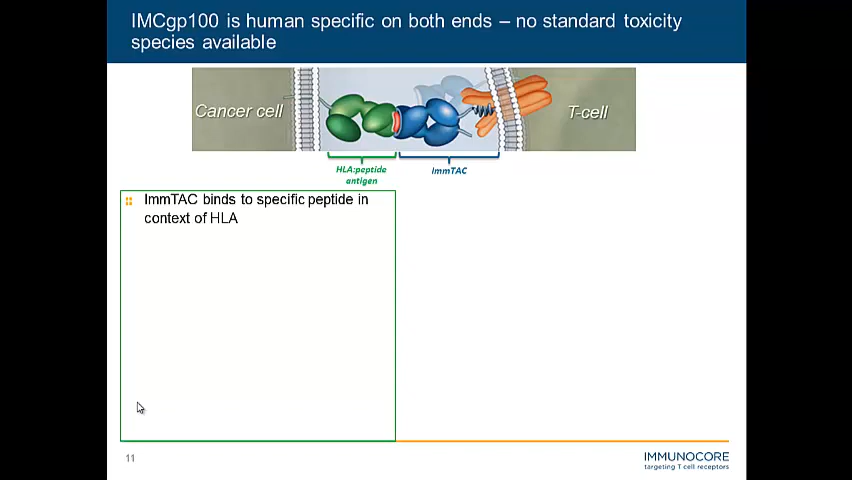 IMCgp100 is human specific on both ends – no standard toxicity
species available
Cancer cell
T-cell
HLA:peptide
antigen
ImmTAC
ImmTAC binds to specific peptide in
context of HLA
11
IMMUNOCORE
targeting T cell receptors